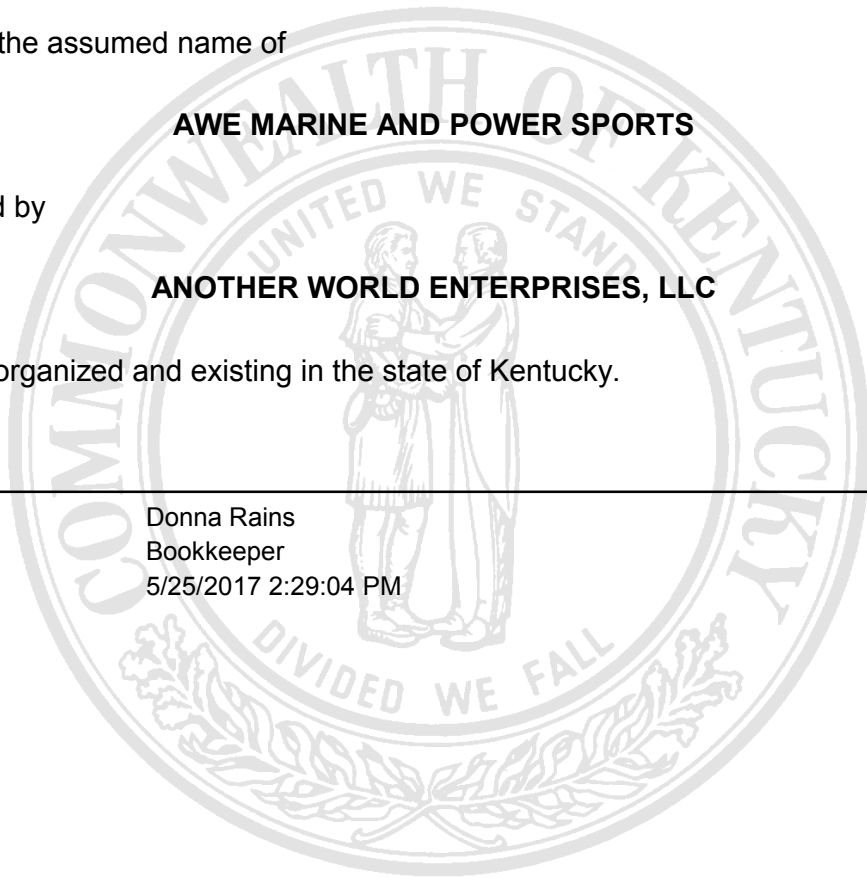 the assumed name of
AWE MARINE AND POWER SPORTS
d by
ANOTHER WORLD ENTERPRISES, LLC
organized and existing in the state of Kentucky.
Donna Rains
Bookkeeper
5/25/2017 2:29:04 PM
COMMONWEALTH OF KENTUCKY
UNITED WE STAND
DIVIDED WE FALL